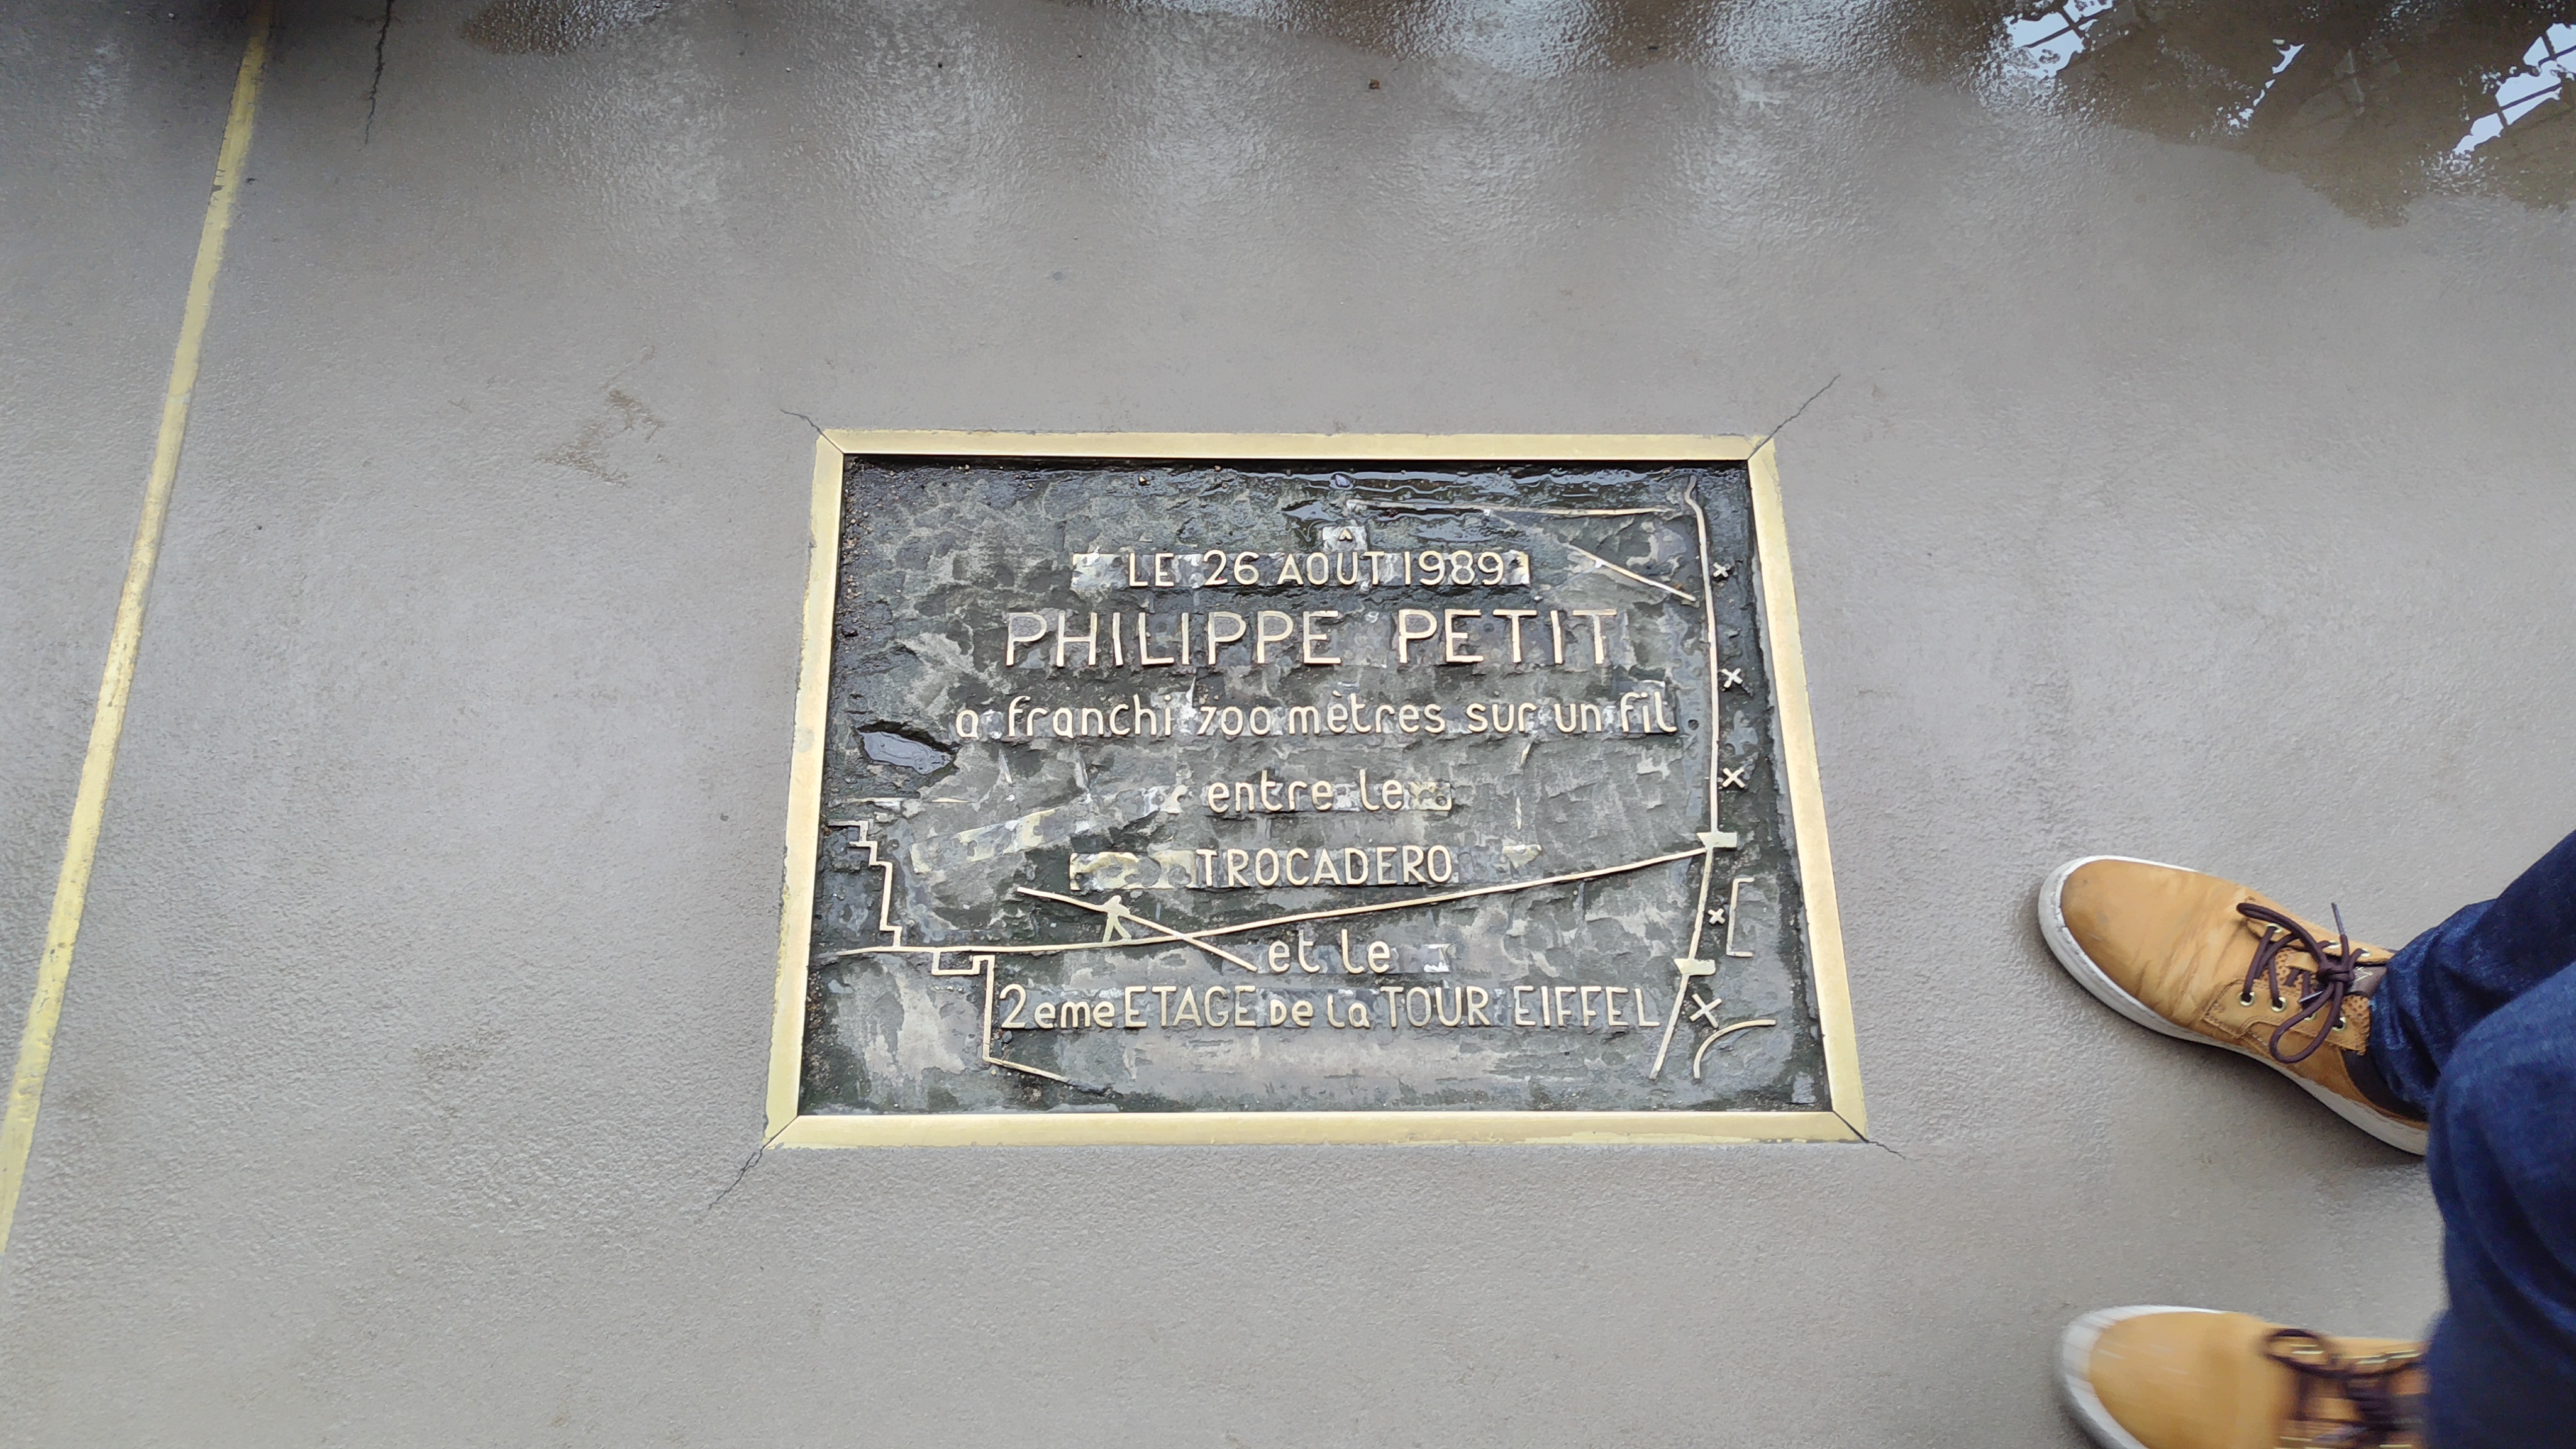 LE 26 AOÛT 1989
PHILIPPE PETIT
a franchi 700 mètres sur un fil
entre le
TROCADERO
et le
2eme ETAGE De la TOUR EIFFEL